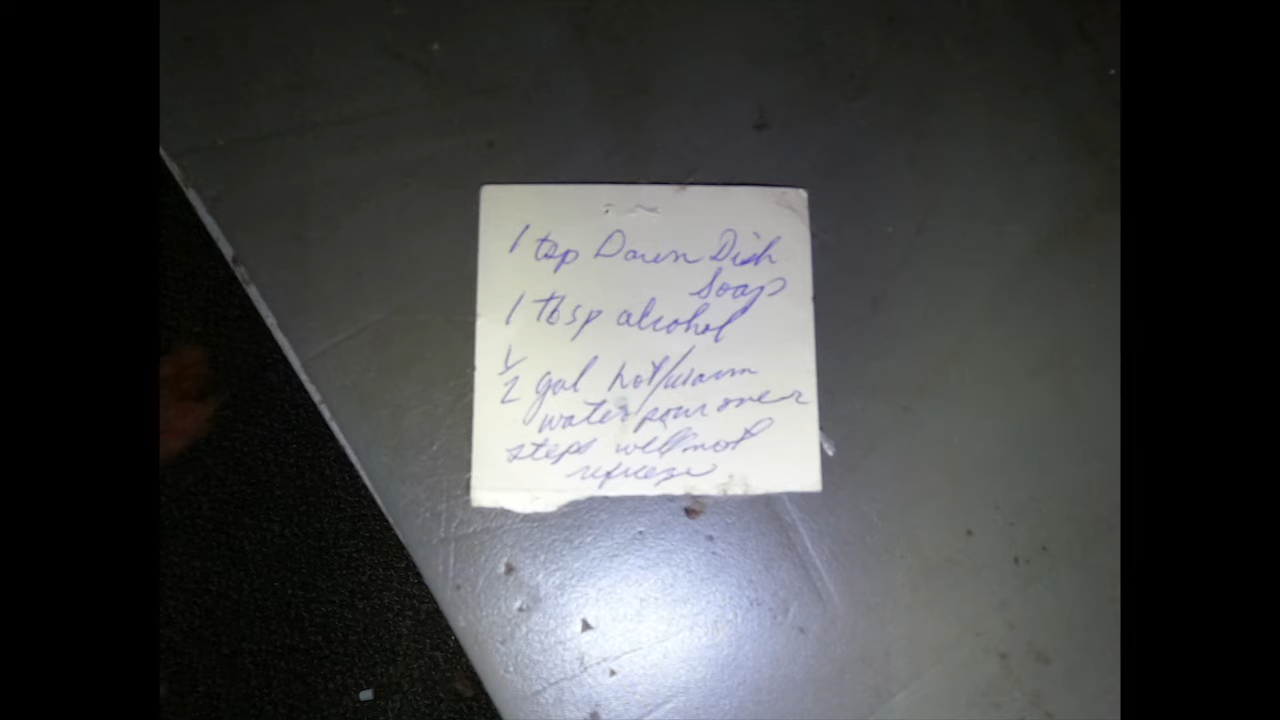 1 tsp Dawn Dish
Soap
1 tbsp alcohol
1/2 gal hot/warm
water pour over
steps will not
refreeze